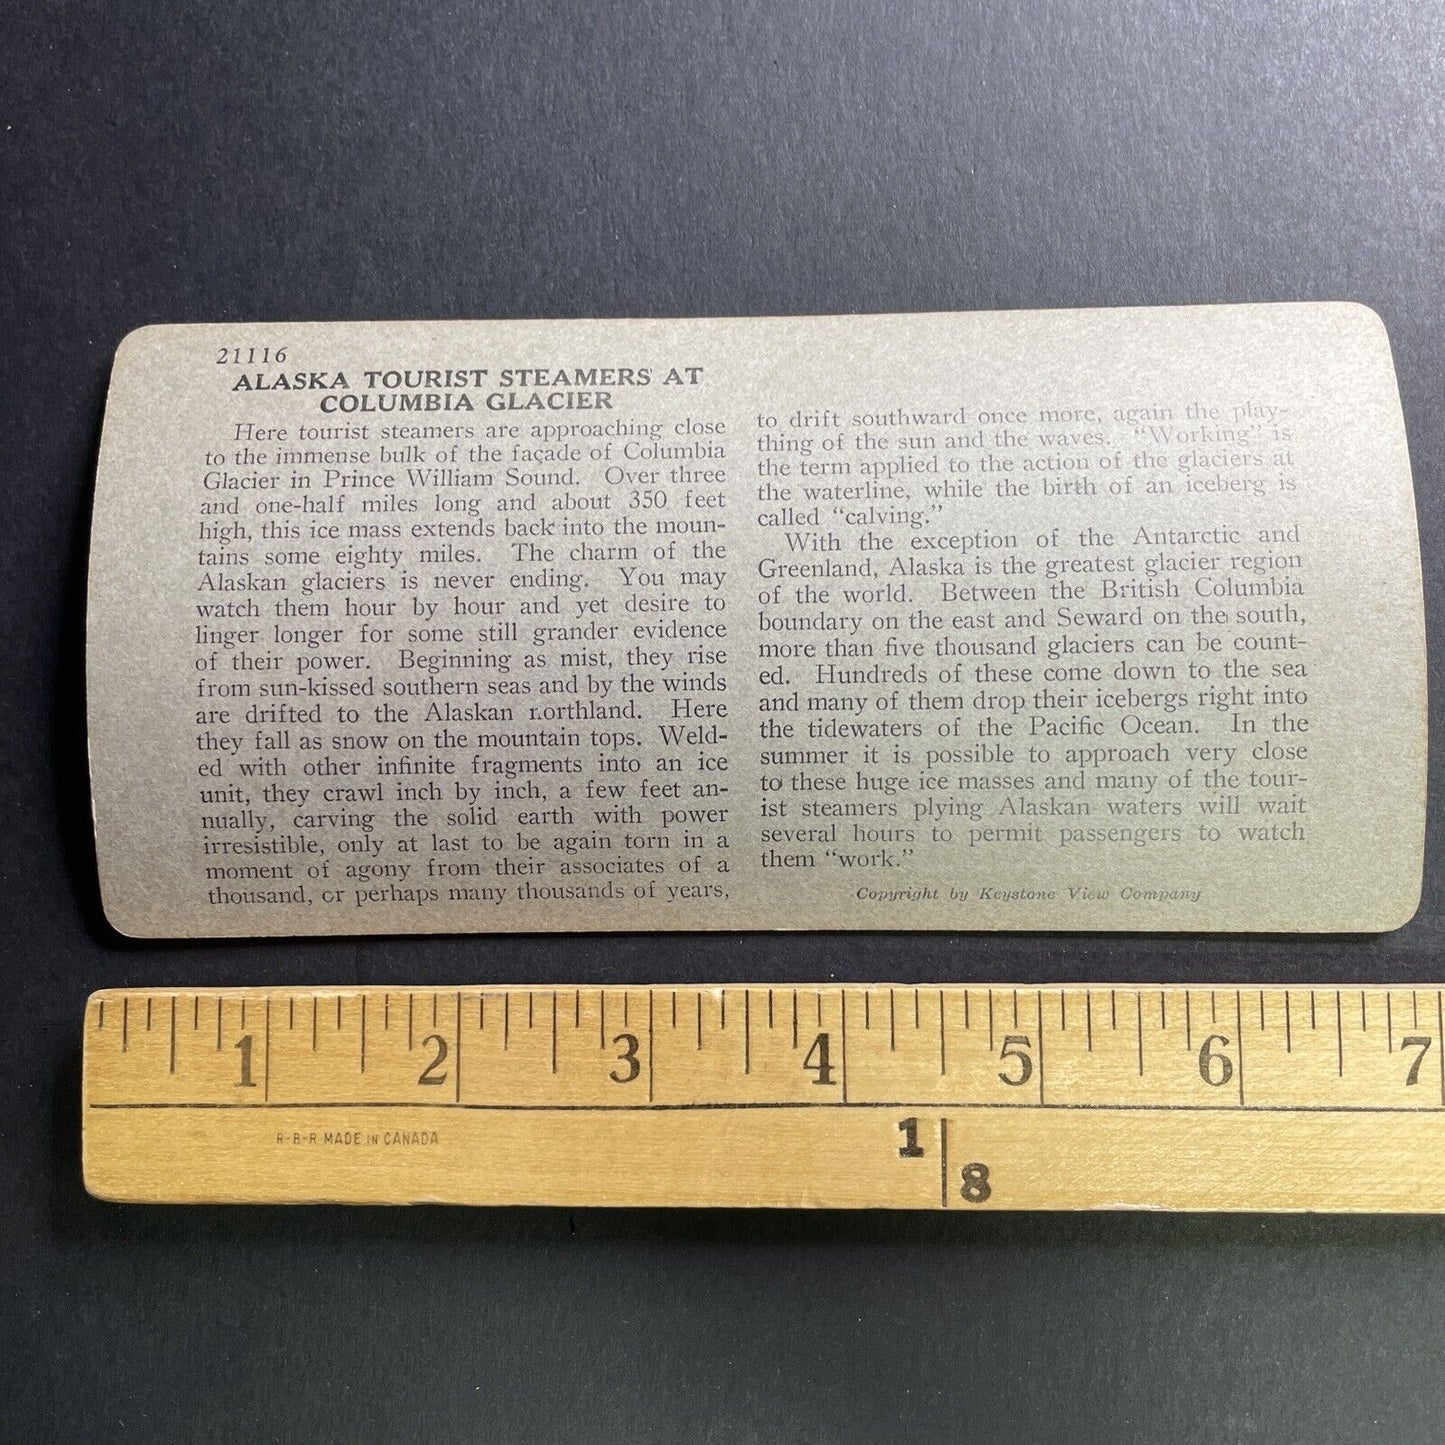 21116
ALASKA TOURIST STEAMERS AT
COLUMBIA GLACIER
Here tourist steamers are approaching close
to the immense bulk of the façade of Columbia
Glacier in Prince William Sound. Over three
and one-half miles long and about 350 feet
high, this ice mass extends back into the moun-
tains some eighty miles. The charm of the
Alaskan glaciers is never ending. You may
watch them hour by hour and yet desire to
linger longer for some still grander evidence
of their power. Beginning as mist, they rise
from sun-kissed southern seas and by the winds
are drifted to the Alaskan northland. Here
they fall as snow on the mountain tops. Weld-
ed with other infinite fragments into an ice
unit, they crawl inch by inch, a few feet an-
nually, carving the solid earth with power
irresistible, only at last to be again torn in a
moment of agony from their associates of a
thousand, or perhaps many thousands of years,
to drift southward once more, again the play-
thing of the sun and the waves. "Working" is
the term applied to the action of the glaciers at
the waterline, while the birth of an iceberg is
called "calving."
With the exception of the Antarctic and
Greenland, Alaska is the greatest glacier region
of the world. Between the British Columbia
boundary on the east and Seward on the south,
more than five thousand glaciers can be count-
ed. Hundreds of these come down to the sea
and many of them drop their icebergs right into
the tidewaters of the Pacific Ocean. In the
summer it is possible to approach very close
to these huge ice masses and many of the tour-
ist steamers plying Alaskan waters will wait
several hours to permit passengers to watch
them "work."
Copyright by Keystone View Company
1 2 3 4 5 6 7
R-B-R MADE IN CANADA
1 8